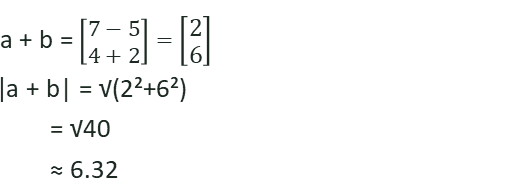 a + b = [7 − 5
4 + 2] = [2
6]
|a + b| = √(2²+6²)
= √40
≈ 6.32